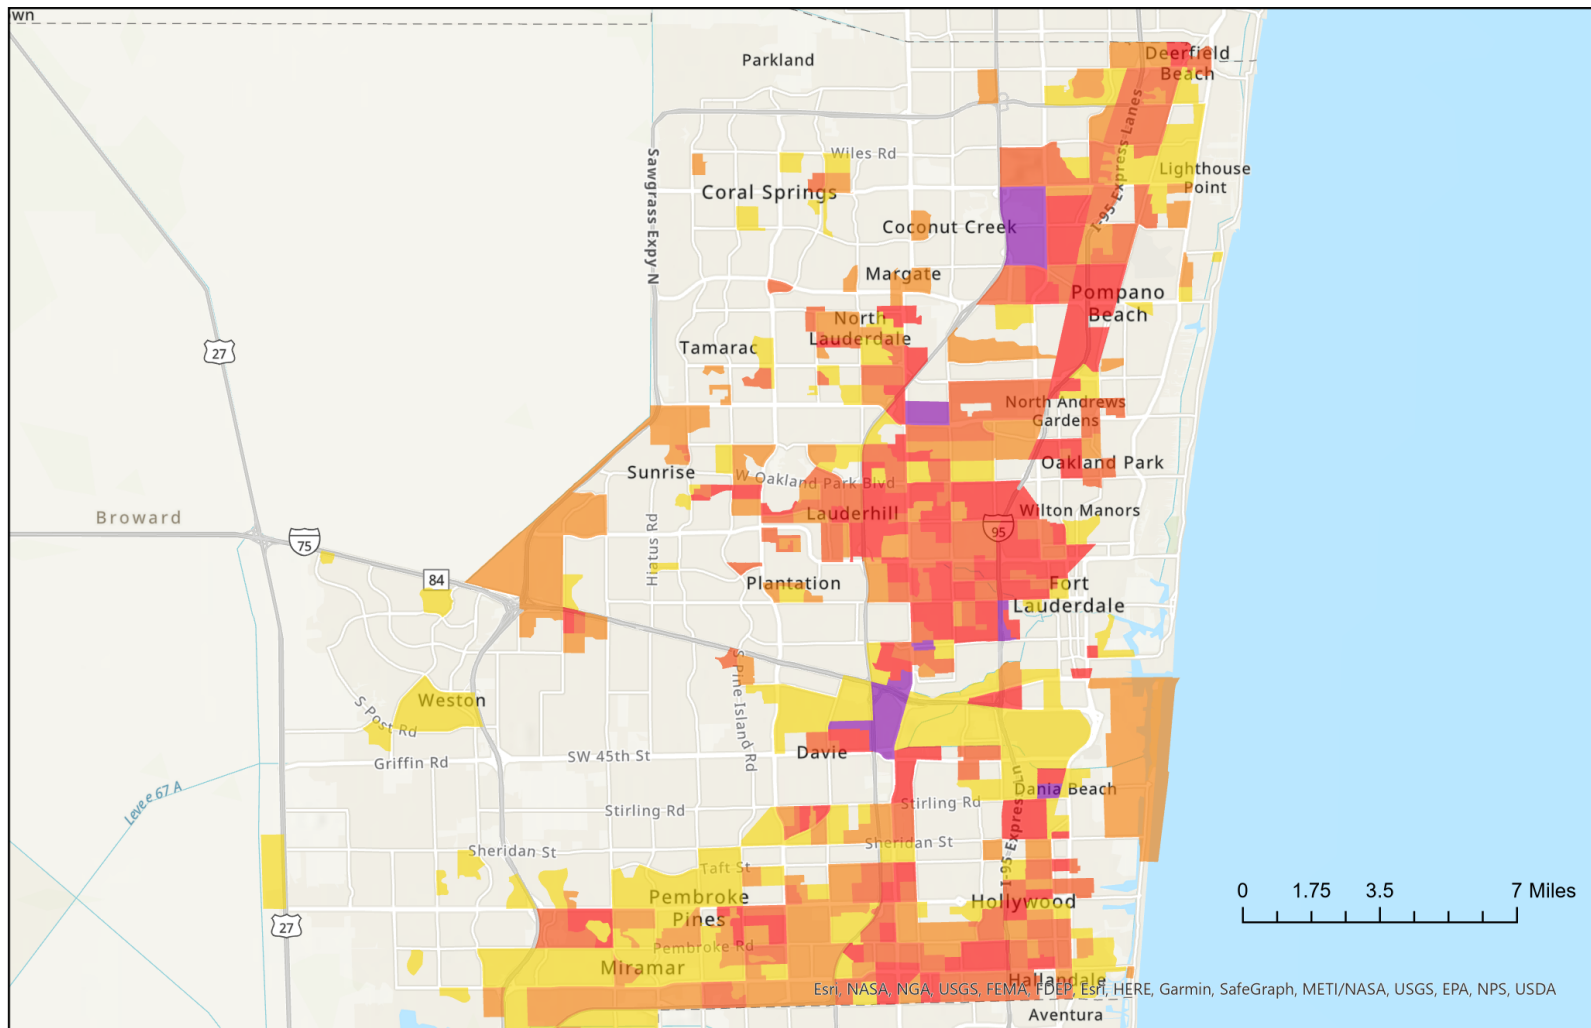 wn
Parkland
Deerfield
Beach
Sawgrass Expy N
I-95 Express Lanes
Wiles Rd
Lighthouse
Point
Coral Springs
Coconut Creek
Margate
Pompano
Beach
North
Lauderdale
Tamarac
27
North Andrews
Gardens
Oakland Park
Sunrise
W Oakland Park Blvd
Broward
Lauderhill
Wilton Manors
95
75
Hiatus Rd
84
Plantation
Fort
Lauderdale
S Pine Island Rd
Weston
S Post Rd
Davie
SW 45th St
Griffin Rd
Levee 67 A
Dania Beach
Stirling Rd
Stirling Rd
I-95 Express Ln
Sheridan St
Sheridan St
Taft St
0 1.75 3.5 7 Miles
Pembroke
Pines
Hollywood
27
Pembroke Rd
Miramar
Hallandale
Esri, NASA, NGA, USGS, FEMA, FDEP, Esri, HERE, Garmin, SafeGraph, METI/NASA, USGS, EPA, NPS, USDA
Aventura